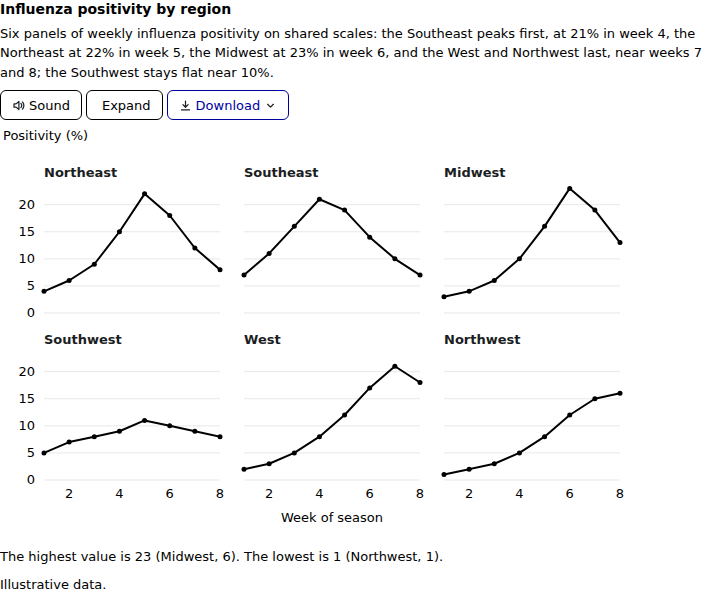 Influenza positivity by region
Six panels of weekly influenza positivity on shared scales: the Southeast peaks first, at 21% in week 4, the
Northeast at 22% in week 5, the Midwest at 23% in week 6, and the West and Northwest last, near weeks 7
and 8; the Southwest stays flat near 10%.
Sound Expand Download
Positivity (%)
Northeast Southeast Midwest
20
15
10
5
0
Southwest West Northwest
20
15
10
5
0
2 4 6 8 2 4 6 8 2 4 6 8
Week of season
The highest value is 23 (Midwest, 6). The lowest is 1 (Northwest, 1).
Illustrative data.